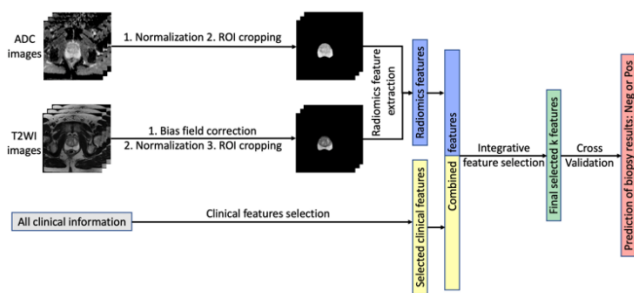 ADC
images
1. Normalization 2. ROI cropping
T2WI
images
1. Bias field correction
2. Normalization 3. ROI cropping
Radiomics feature
extraction
Radiomics features
All clinical information
Clinical features selection
Selected clinical features
Combined features
Integrative
feature selection
Final selected k features
Cross
Validation
Prediction of biopsy results: Neg or Pos